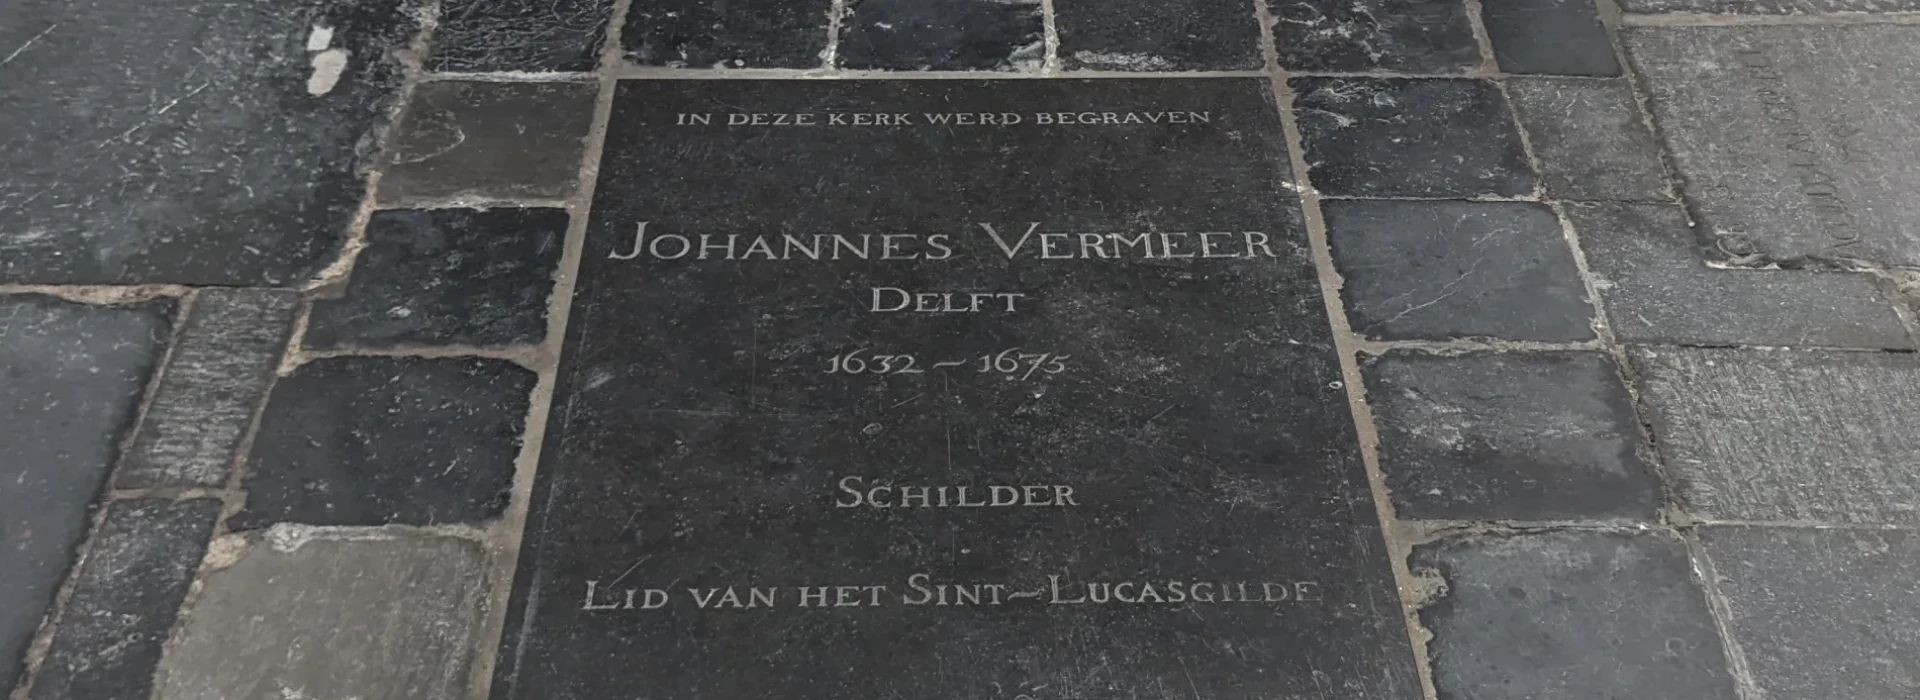 IN DEZE KERK WERD BEGRAVEN
JOHANNES VERMEER
DELFT
1632 – 1675
SCHILDER
LID VAN HET SINT-LUCASGILDE